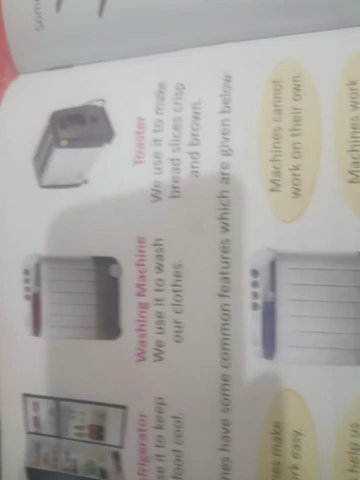 Som
frigerator
se it to keep
food cool.
Washing Machine
We use it to wash
our clothes.
Toaster
We use it to make
bread slices crisp
and brown.
nes have some common features which are given below:
nes make
rk easy.
Machines cannot
work on their own.
help us
Machines work